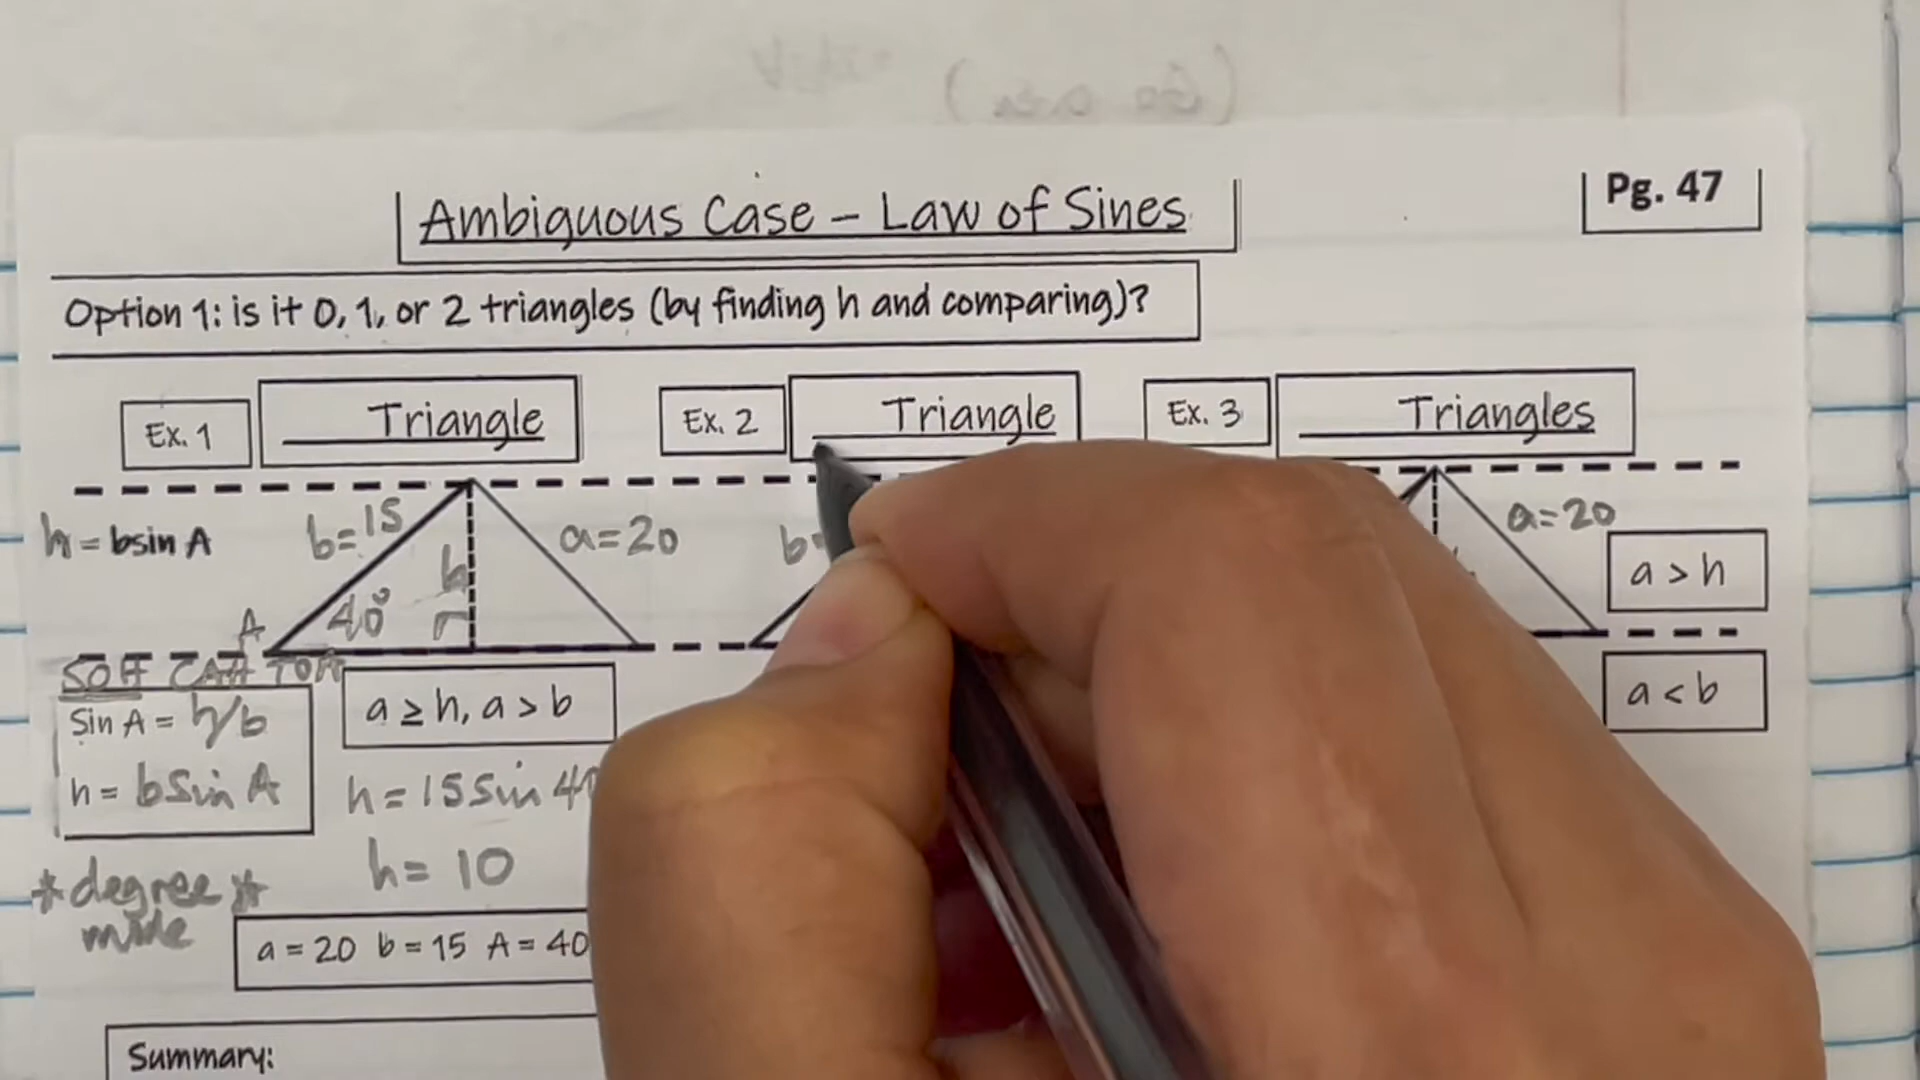 Ambiguous Case – Law of Sines
Pg. 47
Option 1: is it 0, 1, or 2 triangles (by finding h and comparing)?
Ex. 1
Triangle
Ex. 2
Triangle
Ex. 3
Triangles
h = bsin A
b=15
a=20
h
A
40°
SOH CAH TOA
Sin A = h/b
h = bSin A
*degree*
mode
a ≥ h, a > b
h=15Sin 40
h= 10
a = 20 b = 15 A = 40
b=
a=20
a > h
a < b
Summary: